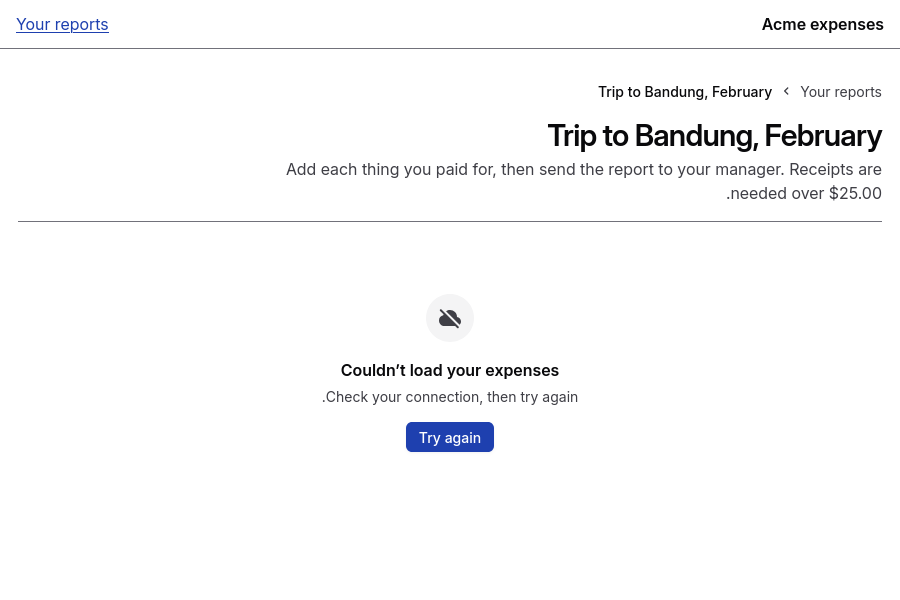 Acme expenses
Your reports
Your reports
Trip to Bandung, February
Trip to Bandung, February
Add each thing you paid for, then send the report to your manager. Receipts are
needed over $25.00.
Couldn’t load your expenses
Check your connection, then try again.
Try again